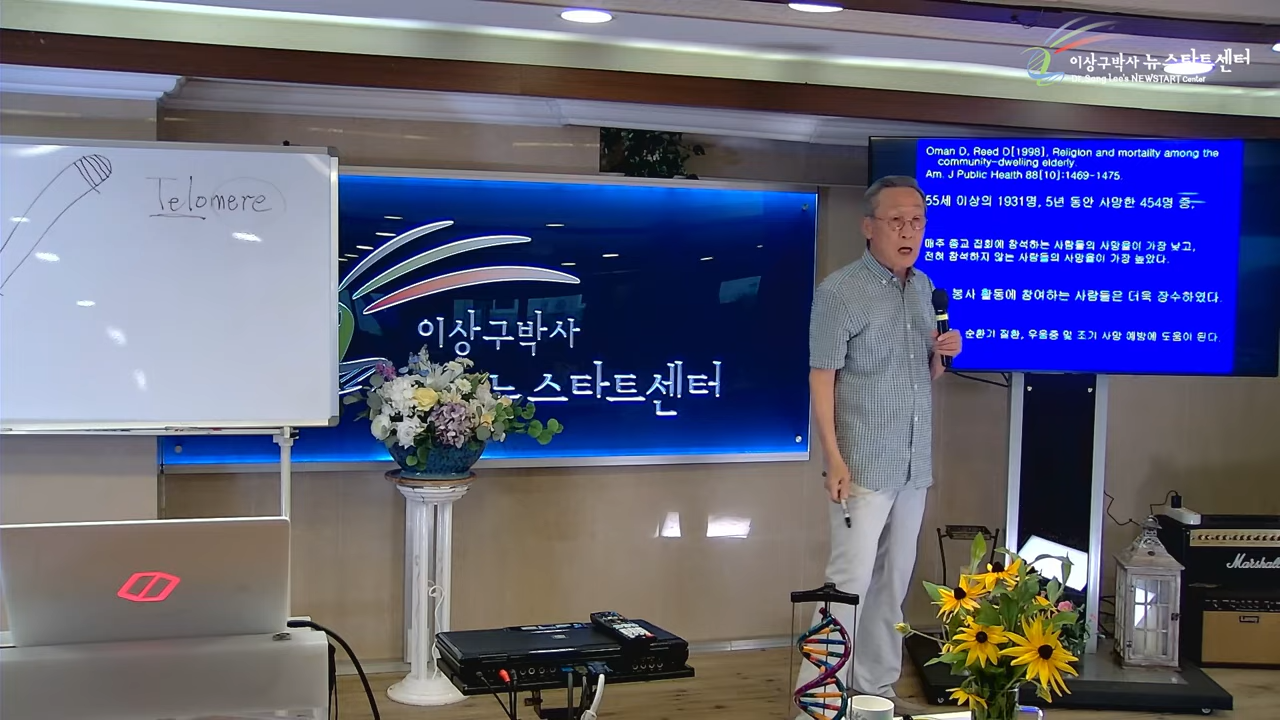 이상구박사 뉴스타트센터
Dr. Sang Lee's NEWSTART Center
Telomere
이상구박사
뉴스타트센터
Oman D, Reed D[1998], Religion and mortality among the
community-dwelling elderly
Am. J Public Health 88[10]:1469-1475.
55세 이상의 1931명, 5년 동안 사망한 454명 중,
매주 종교 집회에 참석하는 사람들의 사망율이 가장 낮고,
전혀 참석하지 않는 사람들의 사망율이 가장 높았다.
봉사 활동에 참여하는 사람들은 더욱 장수하였다.
순환기 질환, 우움중 및 조기 사망 예방에 도움이 된다.
Marshall
Laney